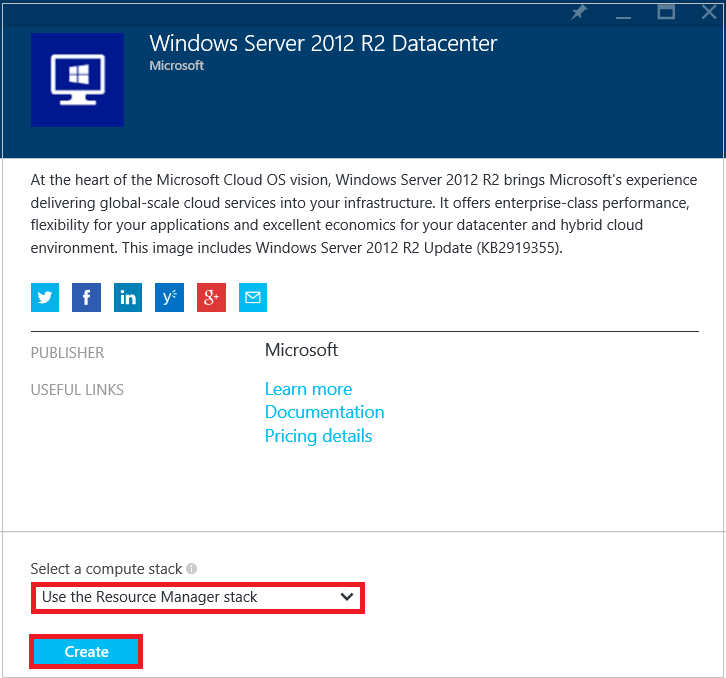 Windows Server 2012 R2 Datacenter
Microsoft
At the heart of the Microsoft Cloud OS vision, Windows Server 2012 R2 brings Microsoft's experience
delivering global-scale cloud services into your infrastructure. It offers enterprise-class performance,
flexibility for your applications and excellent economics for your datacenter and hybrid cloud
environment. This image includes Windows Server 2012 R2 Update (KB2919355).
f in y g+
PUBLISHER Microsoft
USEFUL LINKS Learn more
Documentation
Pricing details
Select a compute stack
Use the Resource Manager stack
Create